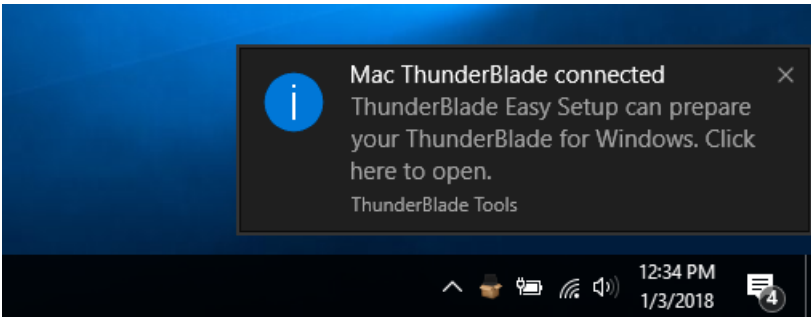 Mac ThunderBlade connected
ThunderBlade Easy Setup can prepare
your ThunderBlade for Windows. Click
here to open.
ThunderBlade Tools
12:34 PM
1/3/2018
4